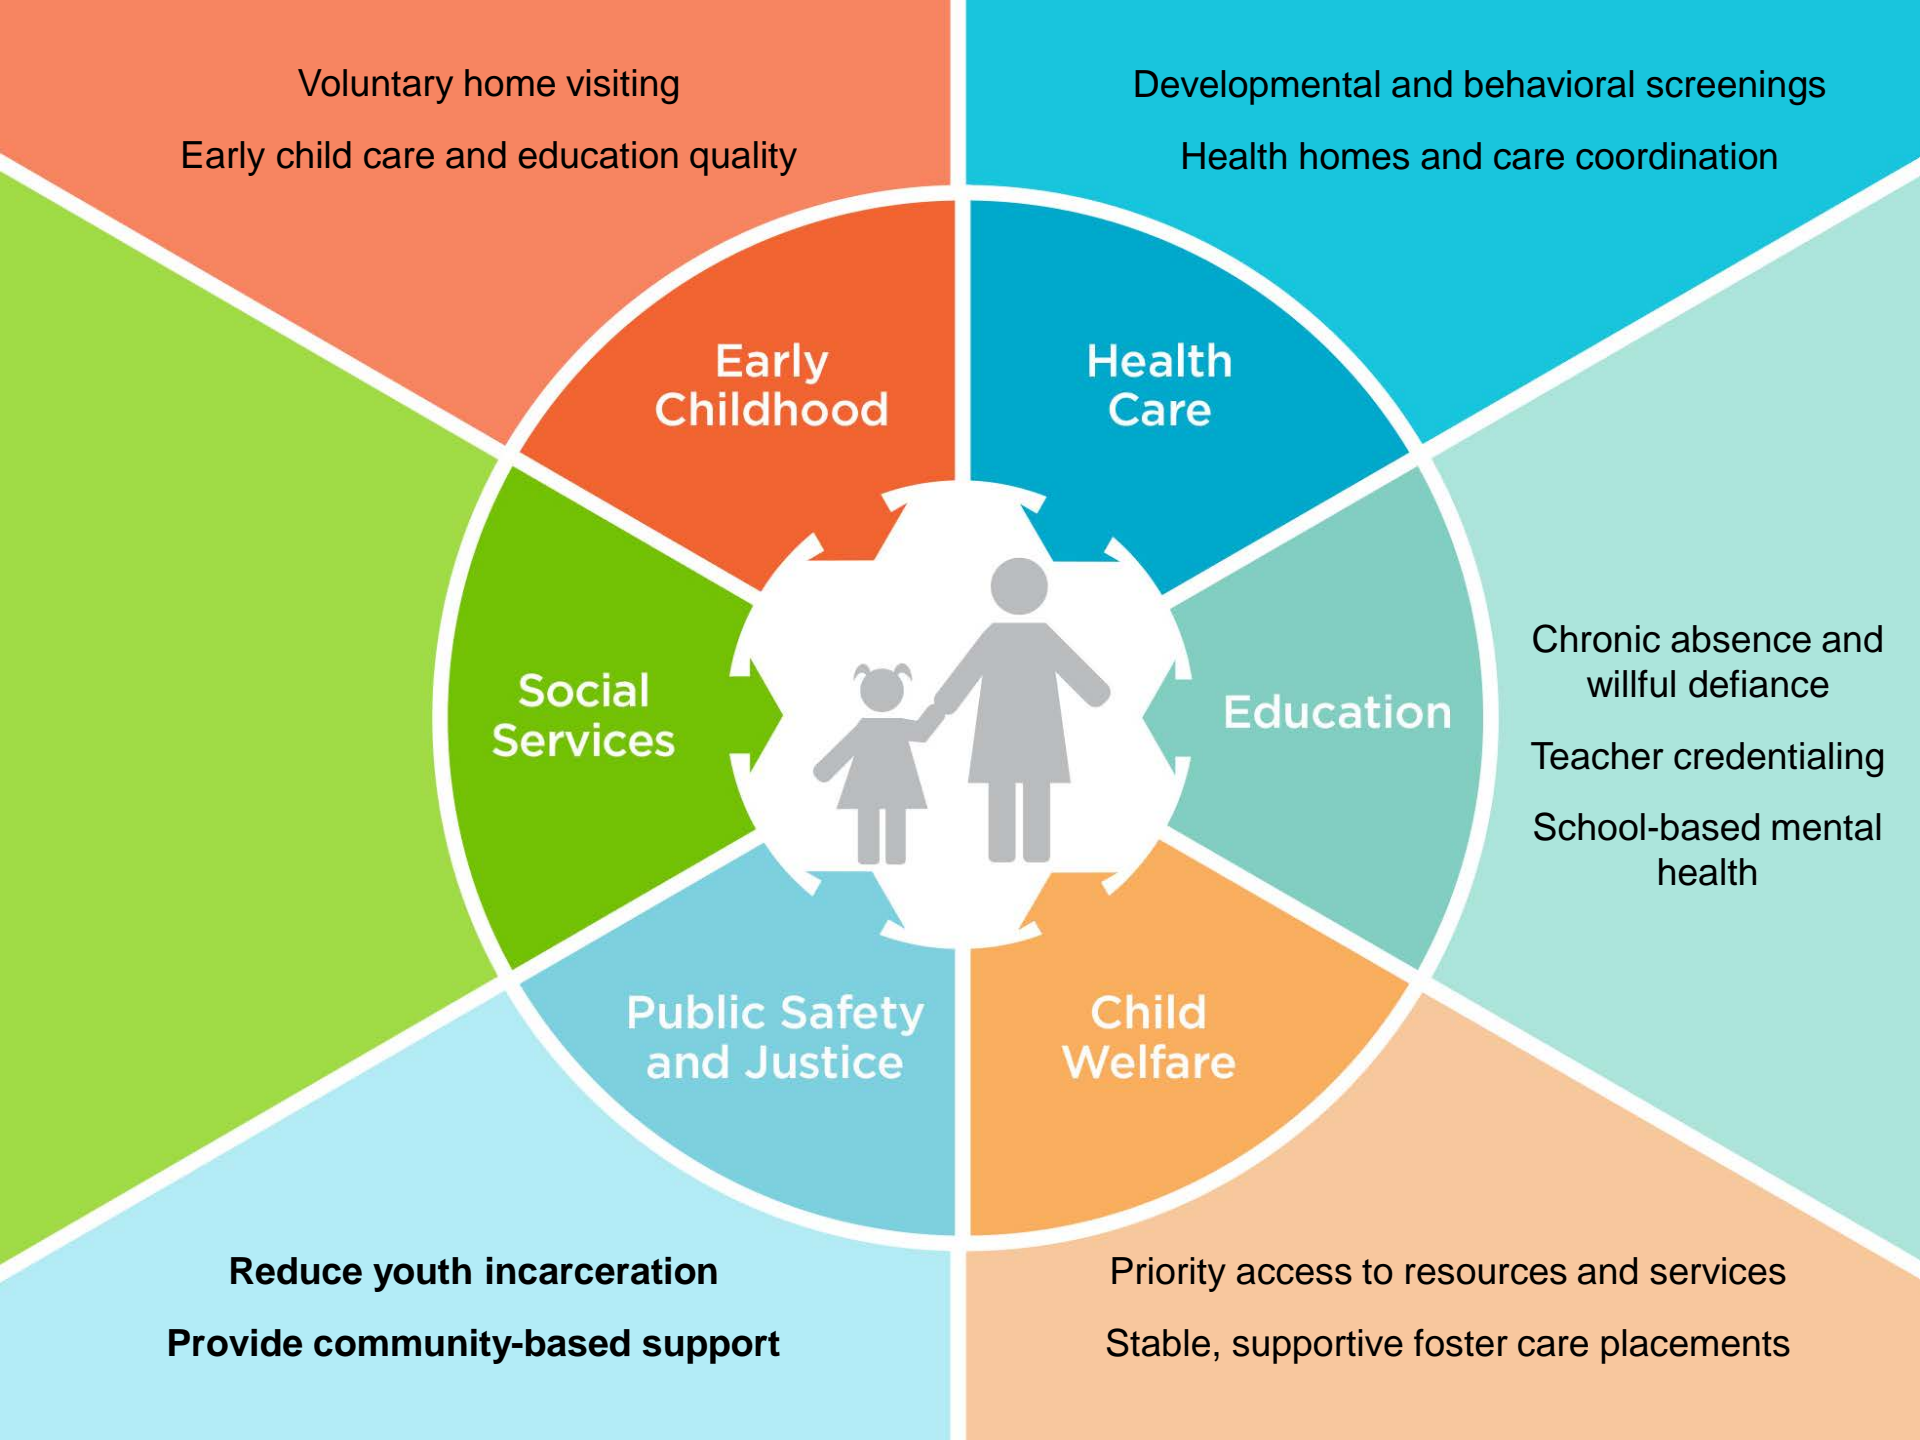 Voluntary home visiting
Early child care and education quality
Developmental and behavioral screenings
Health homes and care coordination
Early
Childhood
Health
Care
Social
Services
Education
Chronic absence and
willful defiance
Teacher credentialing
School-based mental
health
Public Safety
and Justice
Child
Welfare
Reduce youth incarceration
Provide community-based support
Priority access to resources and services
Stable, supportive foster care placements